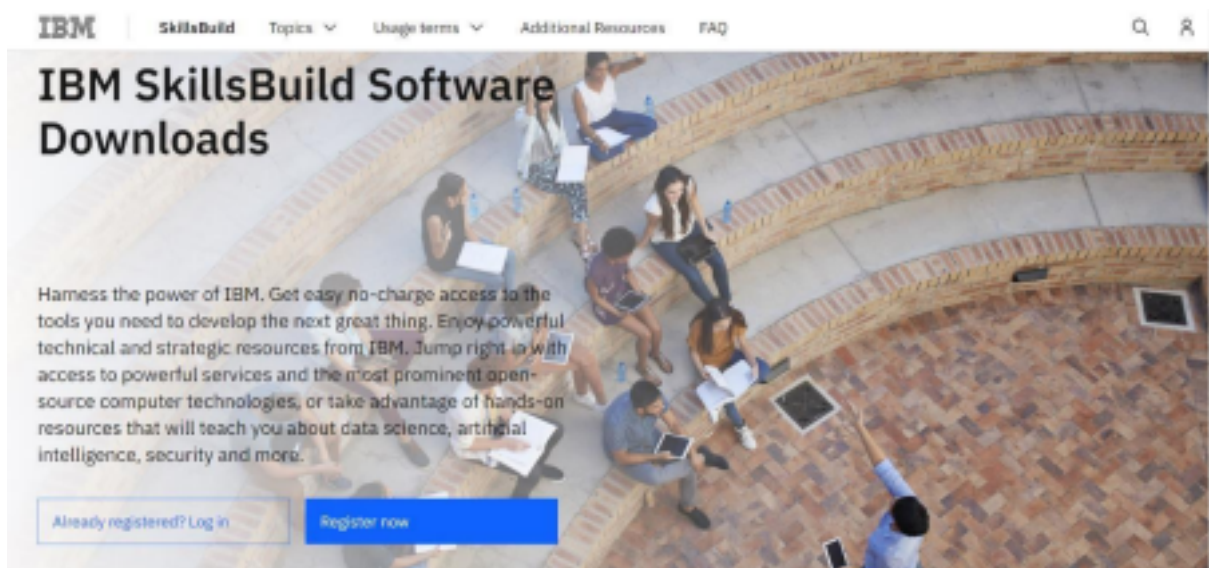 IBM SkillsBuild Topics Usage terms Additional Resources FAQ
IBM SkillsBuild Software
Downloads
Harness the power of IBM. Get easy no-charge access to the
tools you need to develop the next great thing. Enjoy powerful
technical and strategic resources from IBM. Jump right in with
access to powerful services and the most prominent open-
source computer technologies, or take advantage of hands-on
resources that will teach you about data science, artificial
intelligence, security and more.
Already registered? Log in Register now